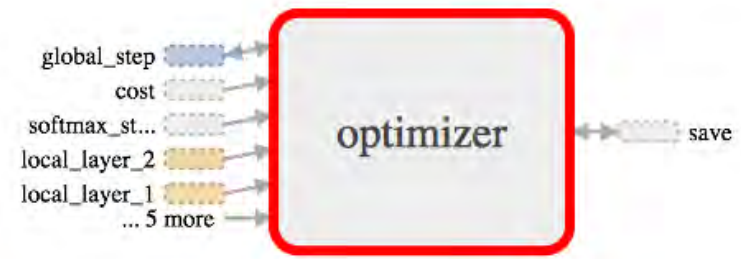 global_step
cost
softmax_st...
local_layer_2
local_layer_1
... 5 more
optimizer
save